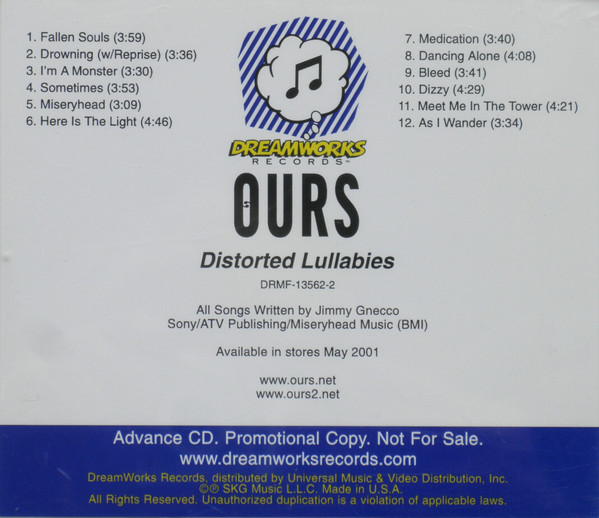 1. Fallen Souls (3:59)
2. Drowning (w/Reprise) (3:36)
3. I'm A Monster (3:30)
4. Sometimes (3:53)
5. Miseryhead (3:09)
6. Here Is The Light (4:46)
7. Medication (3:40)
8. Dancing Alone (4:08)
9. Bleed (3:41)
10. Dizzy (4:29)
11. Meet Me In The Tower (4:21)
12. As I Wander (3:34)
DREAMWORKS
RECORDS™
OURS
Distorted Lullabies
DRMF-13562-2
All Songs Written by Jimmy Gnecco
Sony/ATV Publishing/Miseryhead Music (BMI)
Available in stores May 2001
www.ours.net
www.ours2.net
Advance CD. Promotional Copy. Not For Sale.
www.dreamworksrecords.com
DreamWorks Records, distributed by Universal Music & Video Distribution, Inc.
©℗ SKG Music L.L.C. Made in U.S.A.
All Rights Reserved. Unauthorized duplication is a violation of applicable laws.